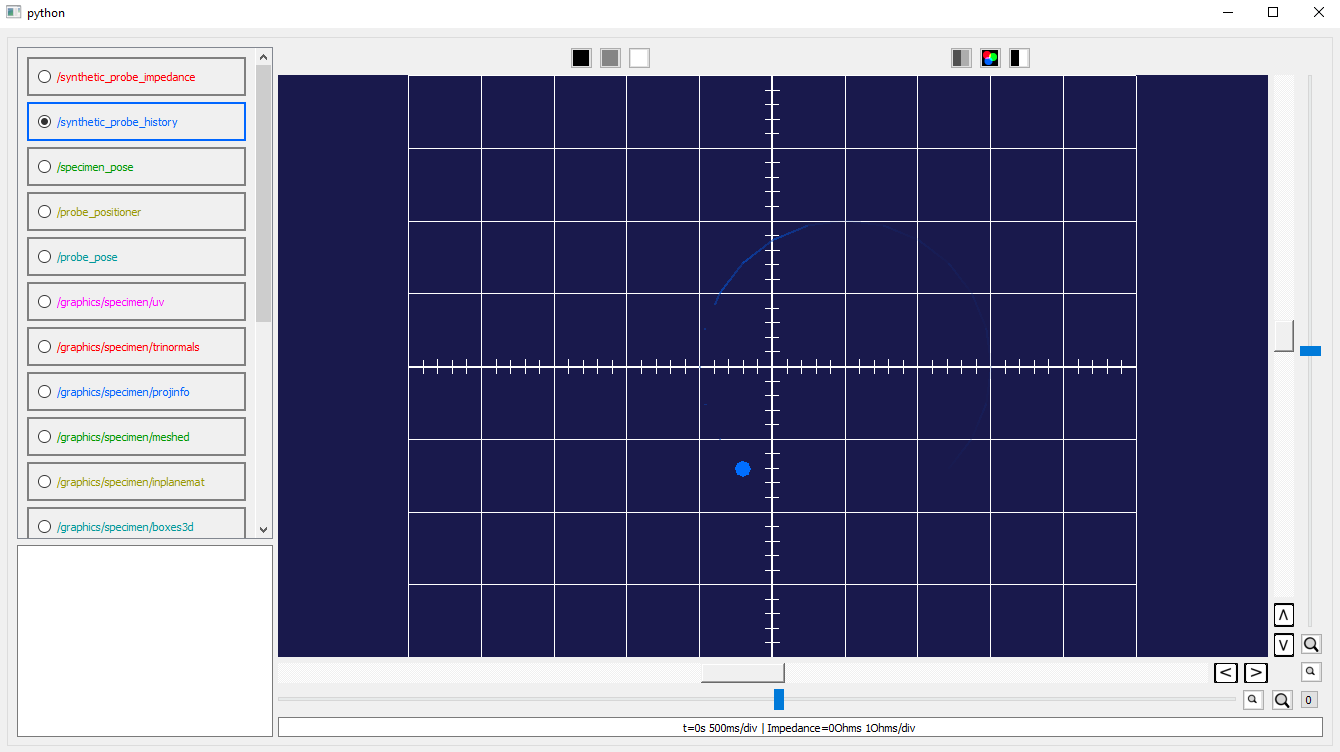 python
/synthetic_probe_impedance
/synthetic_probe_history
/specimen_pose
/probe_positioner
/probe_pose
/graphics/specimen/uv
/graphics/specimen/trinormals
/graphics/specimen/projinfo
/graphics/specimen/meshed
/graphics/specimen/inplanemat
/graphics/specimen/boxes3d
0
t=0s 500ms/div | Impedance=0Ohms 1Ohms/div